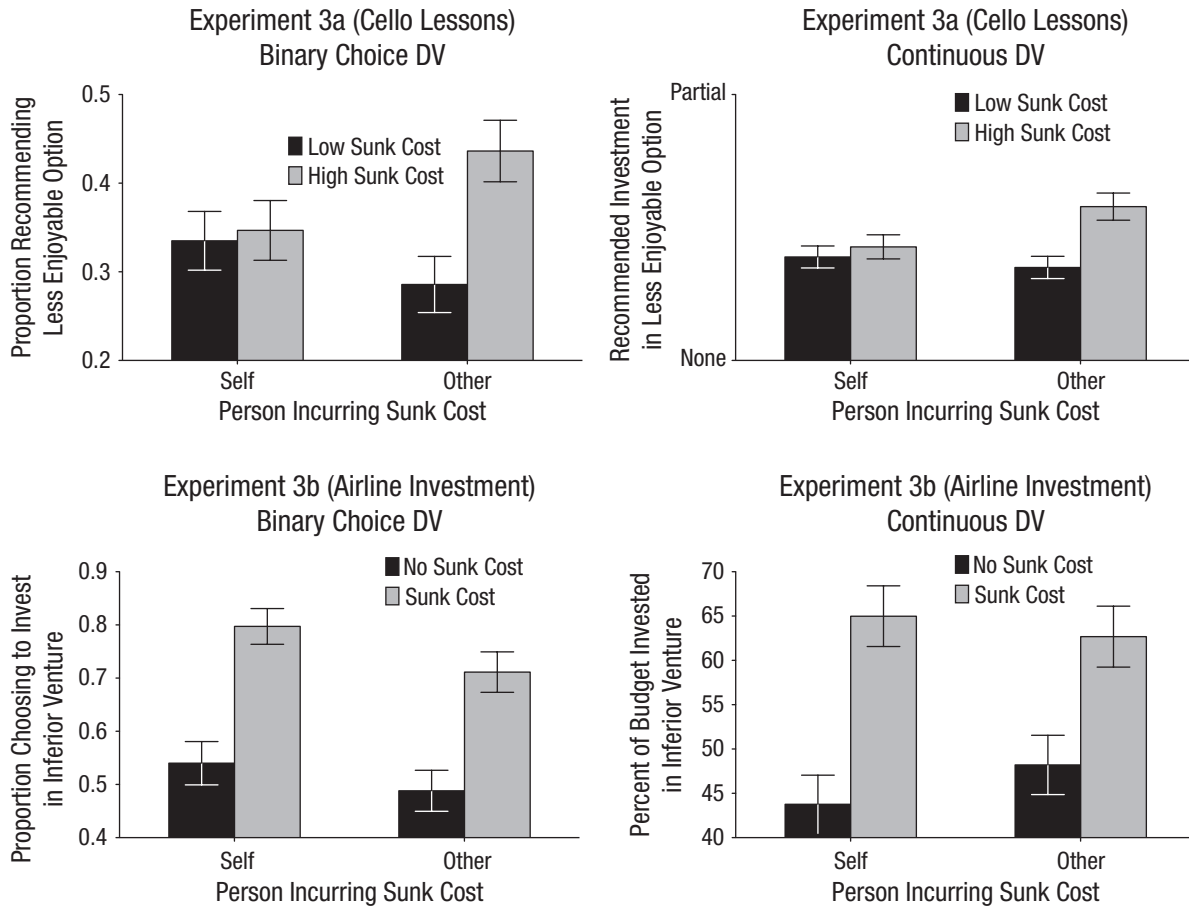 Experiment 3a (Cello Lessons)
Binary Choice DV
Proportion Recommending
Less Enjoyable Option
0.5
0.4
0.3
0.2
Low Sunk Cost
High Sunk Cost
Self
Other
Person Incurring Sunk Cost
Experiment 3a (Cello Lessons)
Continuous DV
Recommended Investment
in Less Enjoyable Option
Partial
None
Low Sunk Cost
High Sunk Cost
Self
Other
Person Incurring Sunk Cost
Experiment 3b (Airline Investment)
Binary Choice DV
Proportion Choosing to Invest
in Inferior Venture
0.9
0.8
0.7
0.6
0.5
0.4
No Sunk Cost
Sunk Cost
Self
Other
Person Incurring Sunk Cost
Experiment 3b (Airline Investment)
Continuous DV
Percent of Budget Invested
in Inferior Venture
70
65
60
55
50
45
40
No Sunk Cost
Sunk Cost
Self
Other
Person Incurring Sunk Cost